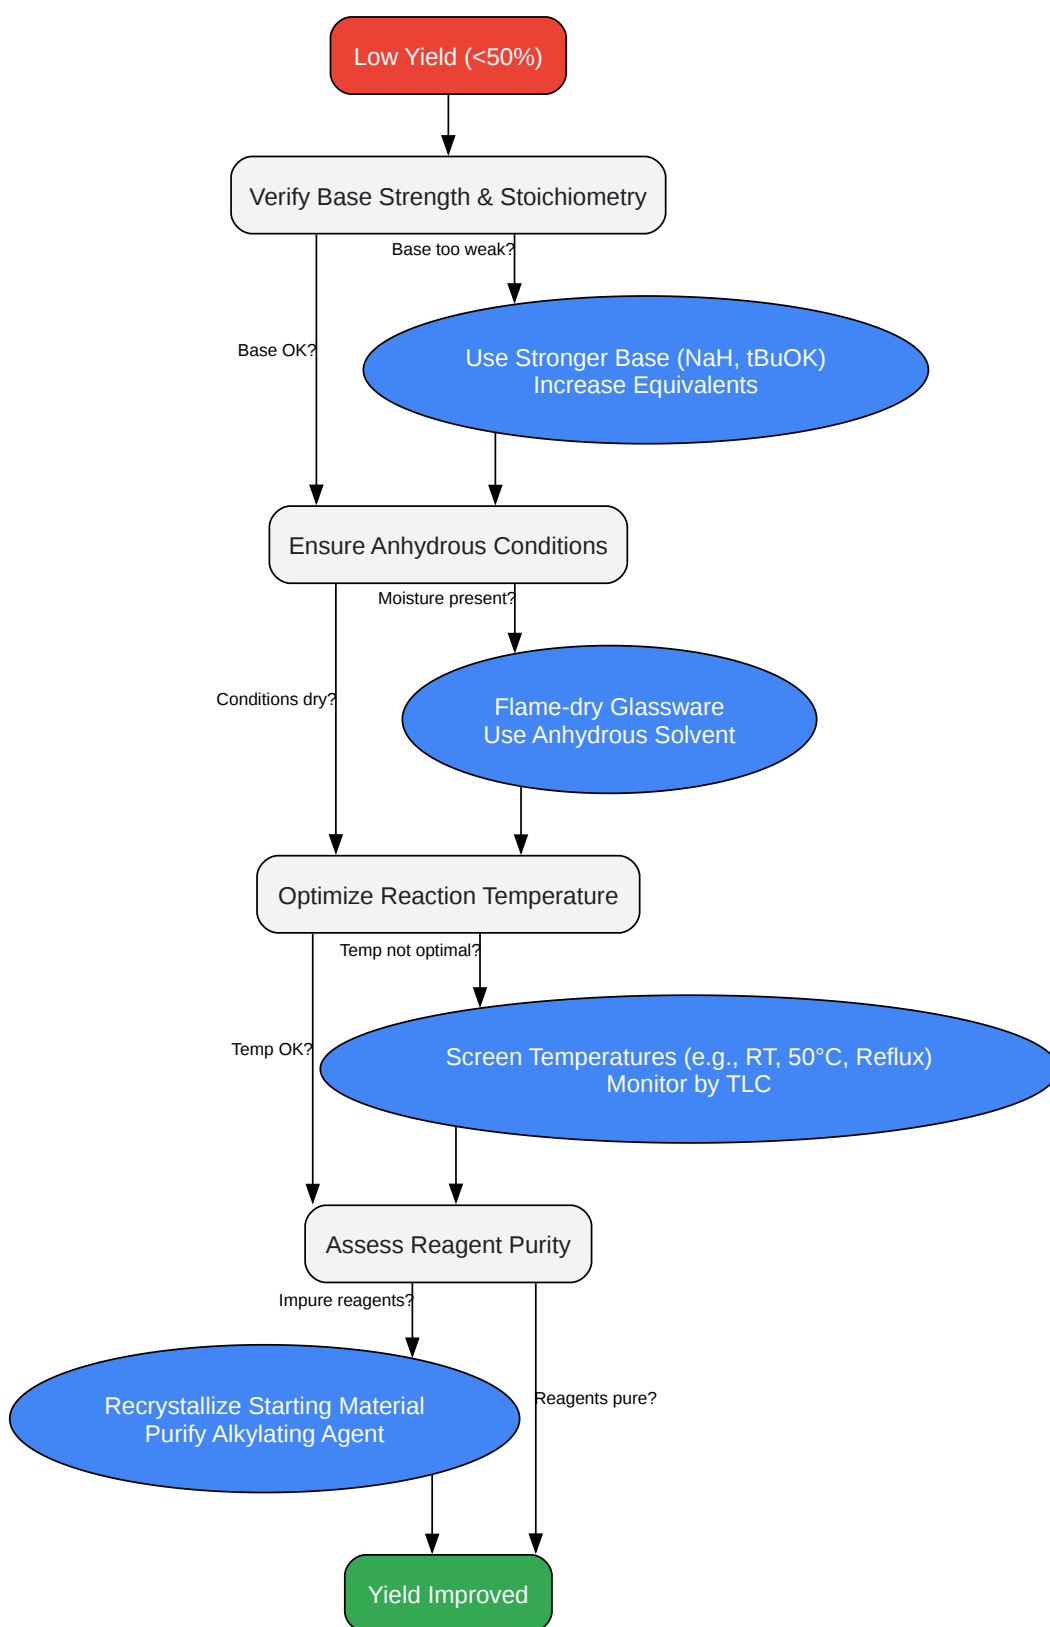 Low Yield (<50%)
Verify Base Strength & Stoichiometry
Base too weak?
Base OK?
Use Stronger Base (NaH, tBuOK)
Increase Equivalents
Ensure Anhydrous Conditions
Moisture present?
Conditions dry?
Flame-dry Glassware
Use Anhydrous Solvent
Optimize Reaction Temperature
Temp not optimal?
Temp OK?
Screen Temperatures (e.g., RT, 50°C, Reflux)
Monitor by TLC
Assess Reagent Purity
Impure reagents?
Reagents pure?
Recrystallize Starting Material
Purify Alkylating Agent
Yield Improved